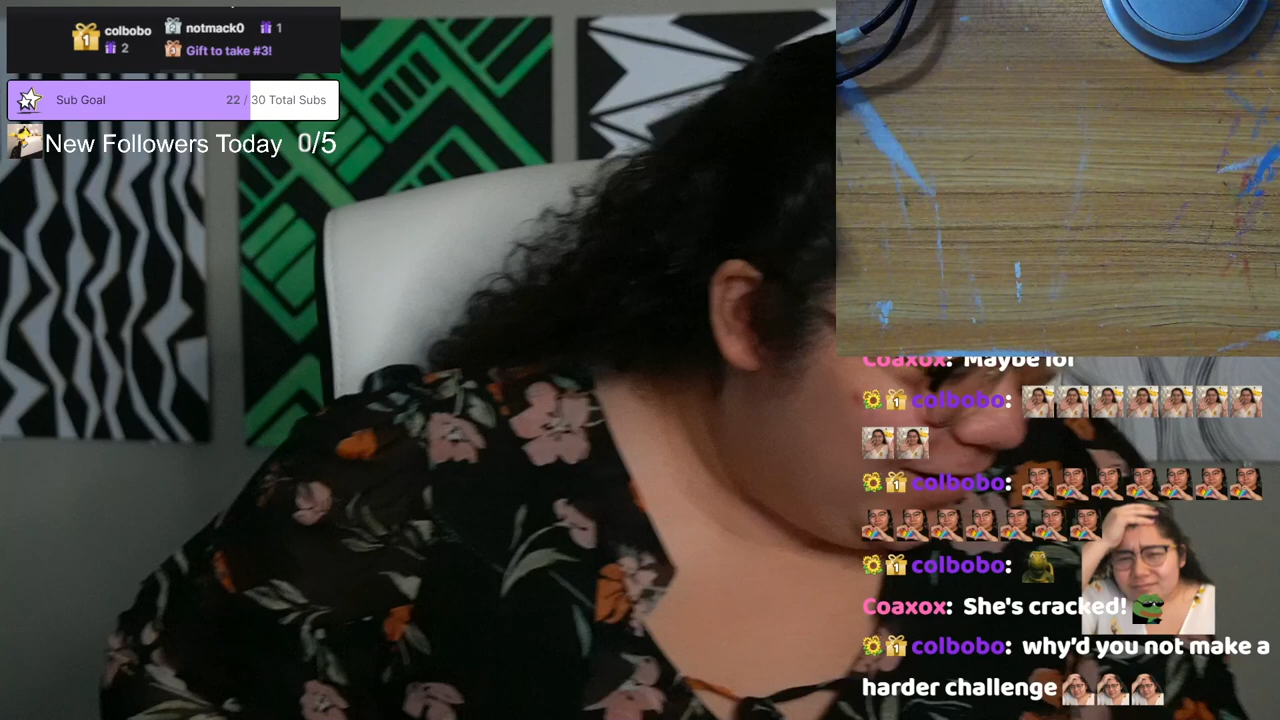 colbobo
2
notmack0 1
Gift to take #3!
Sub Goal 22 / 30 Total Subs
New Followers Today 0/5
Coaxox: Maybe lol
colbobo:
colbobo:
colbobo:
Coaxox: She's cracked!
colbobo: why'd you not make a
harder challenge